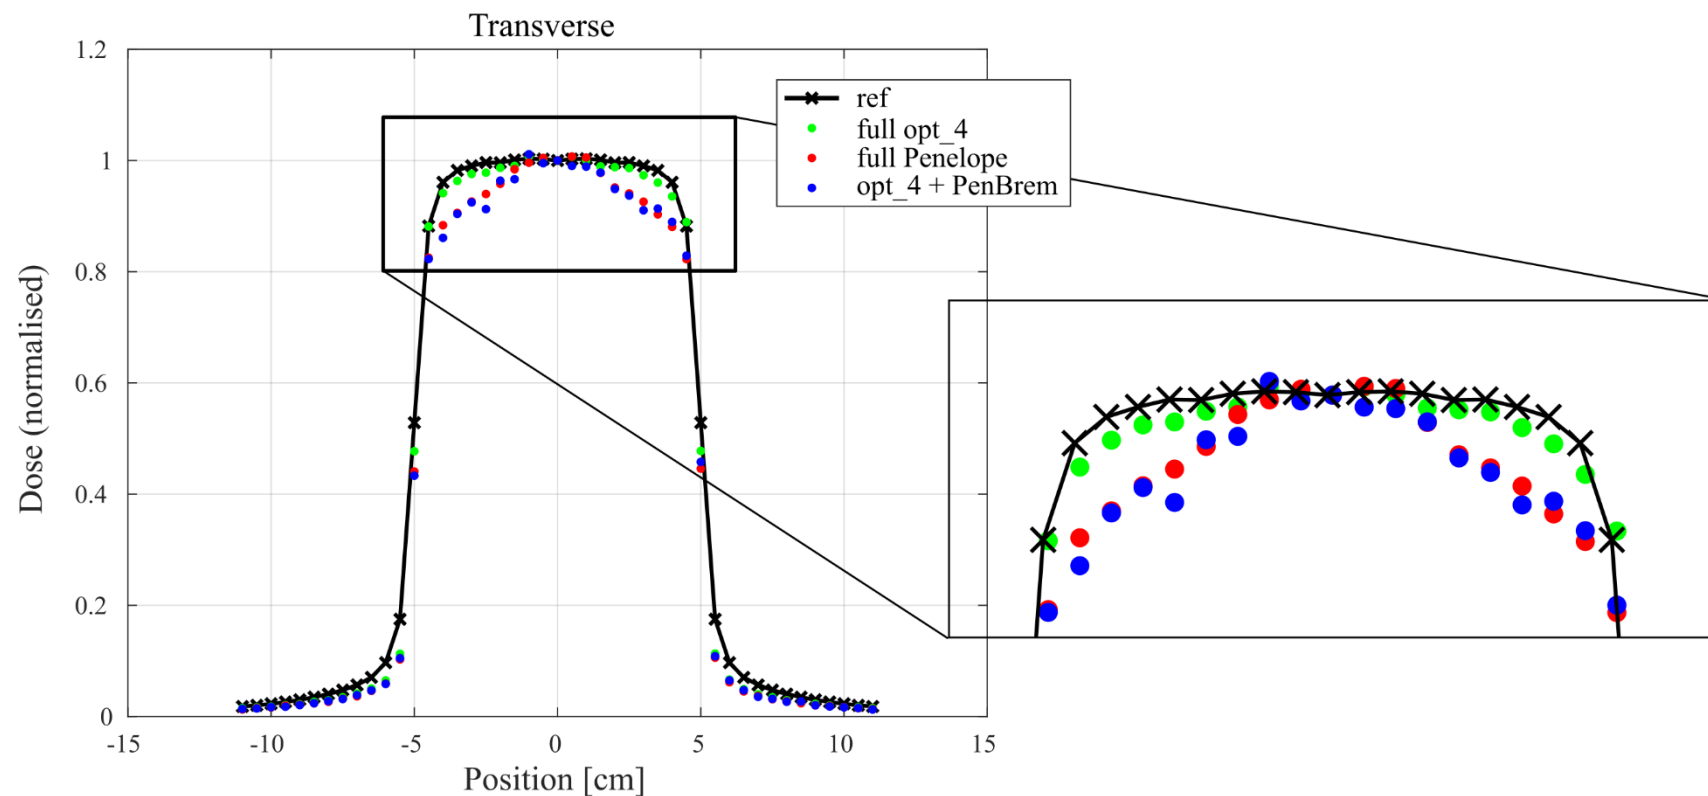 Transverse
1.2
1
0.8
0.6
0.4
0.2
0
Dose (normalised)
ref
full opt_4
full Penelope
opt_4 + PenBrem
-15 -10 -5 0 5 10 15
Position [cm]